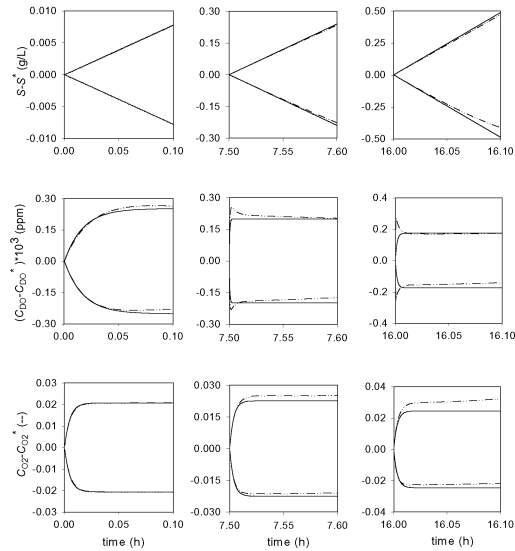 0.010 0.30 0.50
0.005 0.15 0.25
0.000 0.00 0.00
-0.005 -0.15 -0.25
-0.010 -0.30 -0.50
S-S* (g/L)
0.00 0.05 0.10 7.50 7.55 7.60 16.00 16.05 16.10
0.30 0.30 0.4
0.15 0.15 0.2
0.00 0.00 0.0
-0.15 -0.15 -0.2
-0.30 -0.30 -0.4
(CDO-CDO*)*10³ (ppm)
0.00 0.05 0.10 7.50 7.55 7.60 16.00 16.05 16.10
0.03 0.030 0.04
0.02 0.015 0.02
0.01
0.00 0.000 0.00
-0.01
-0.02 -0.015 -0.02
-0.03 -0.030 -0.04
CO2-CO2* (--)
0.00 0.05 0.10 7.50 7.55 7.60 16.00 16.05 16.10
time (h) time (h) time (h)